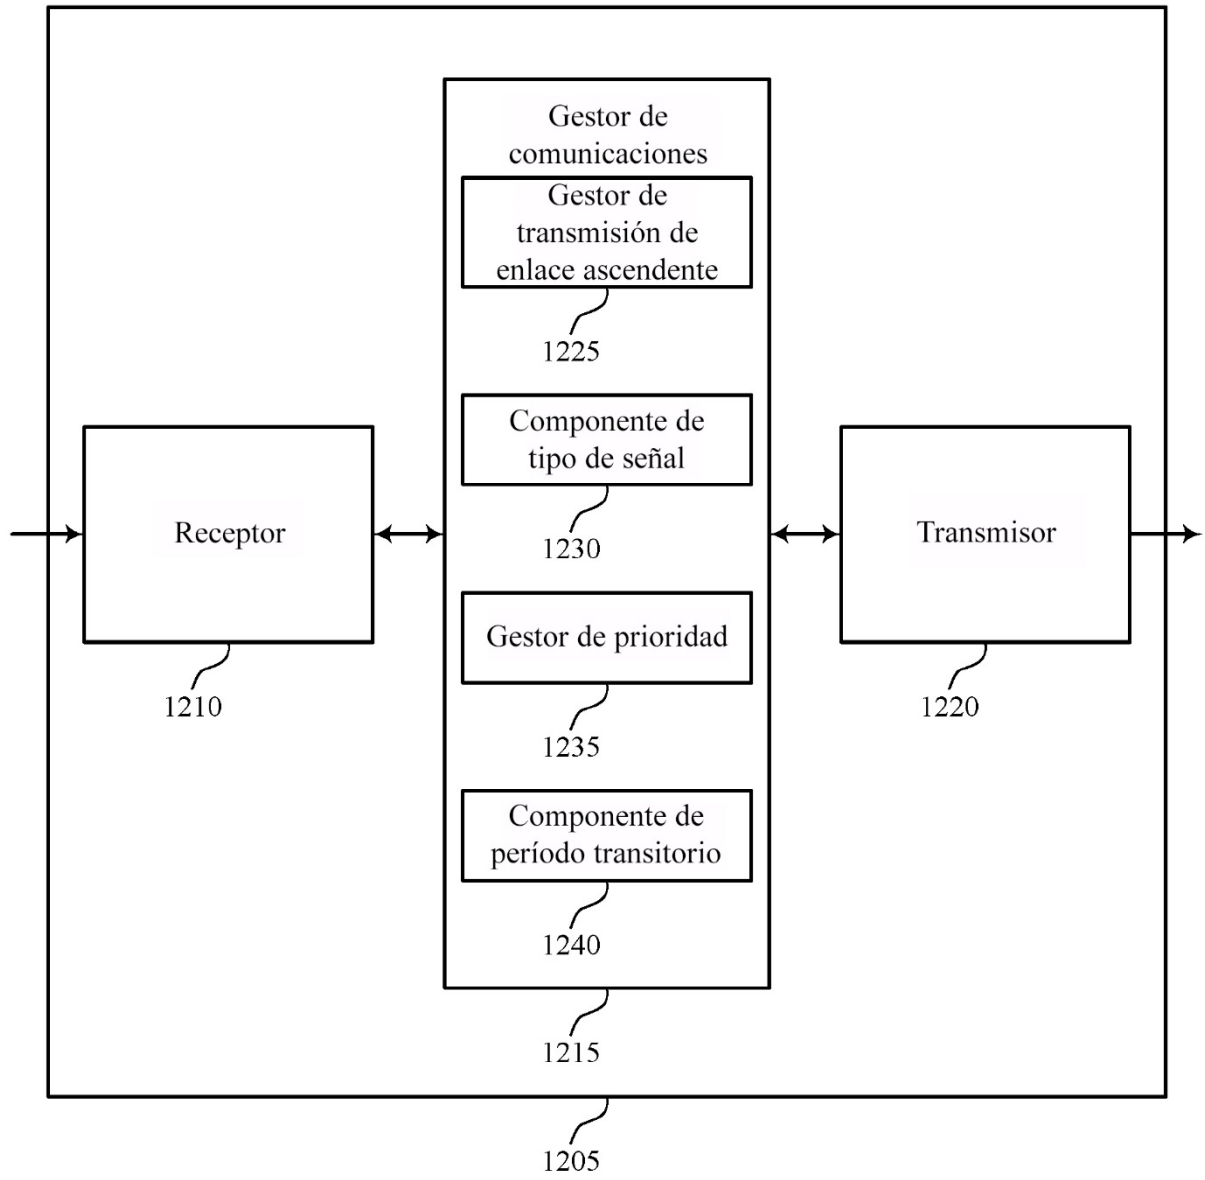 Gestor de
comunicaciones
Gestor de
transmisión de
enlace ascendente
1225
Componente de
tipo de señal
1230
Receptor
Transmisor
Gestor de prioridad
1210
1220
1235
Componente de
período transitorio
1240
1215
1205